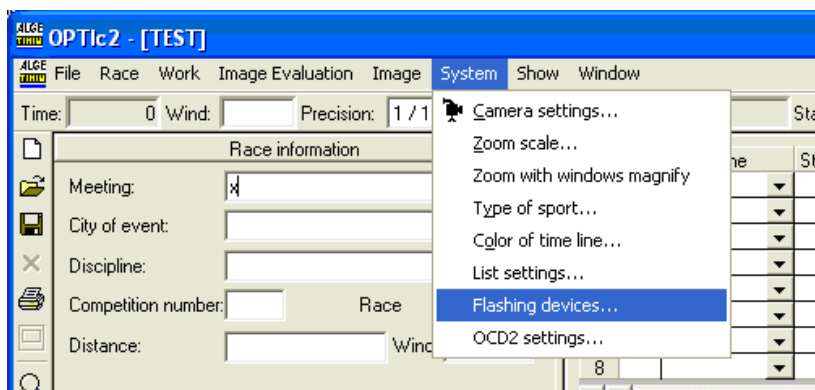 ALGE TIMING OPTIc2 - [TEST]
ALGE TIMING File Race Work Image Evaluation Image System Show Window
Time: 0 Wind: Precision: 1 / 1
Race information
Meeting: x
City of event:
Discipline:
Competition number: Race
Distance: Wind
Camera settings...
Zoom scale...
Zoom with windows magnify
Type of sport...
Color of time line...
List settings...
Flashing devices...
OCD2 settings...
8